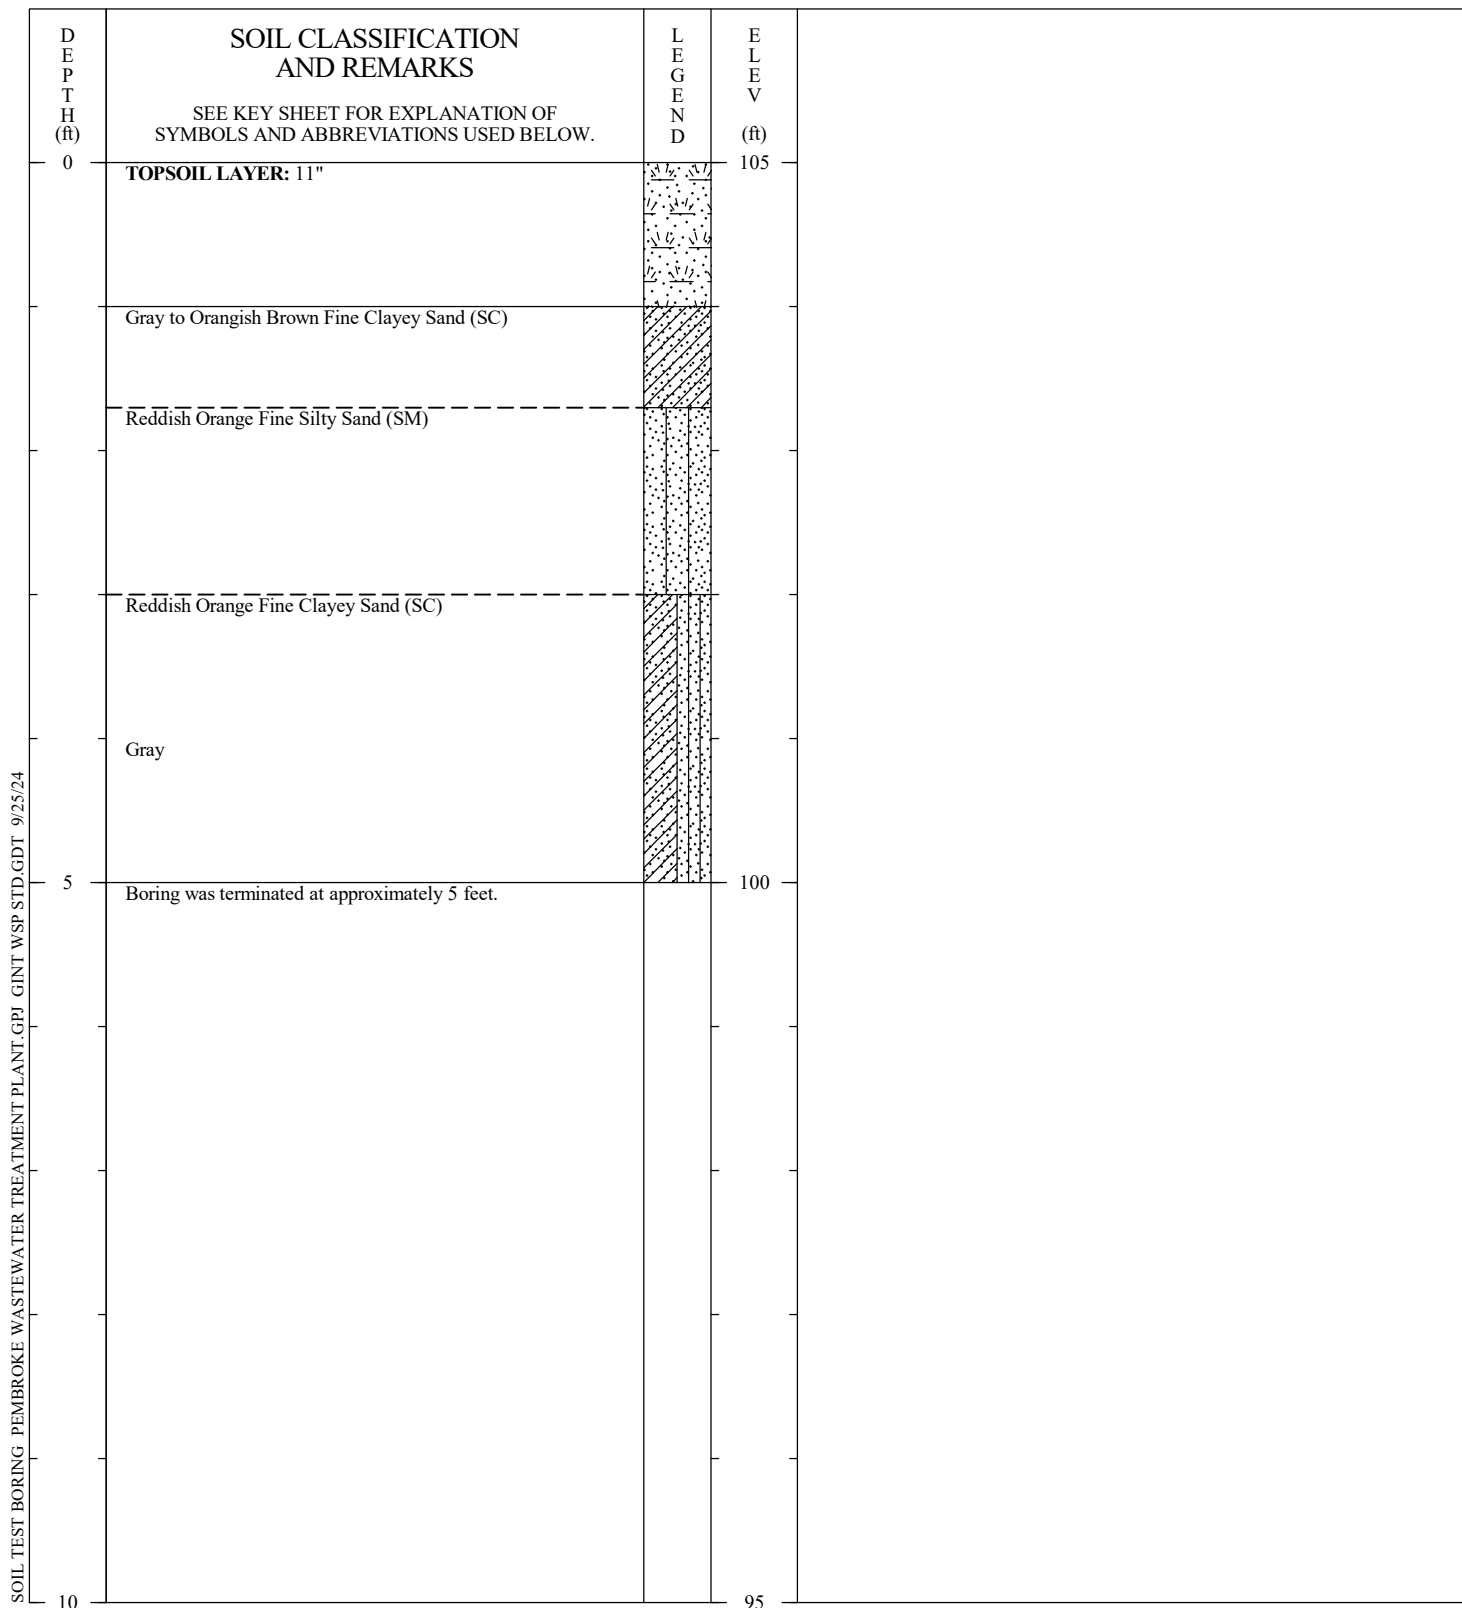 DEPTH
(ft)
SOIL CLASSIFICATION
AND REMARKS
SEE KEY SHEET FOR EXPLANATION OF
SYMBOLS AND ABBREVIATIONS USED BELOW.
LEGEND
ELEV
(ft)
0
TOPSOIL LAYER: 11"
105
Gray to Orangish Brown Fine Clayey Sand (SC)
Reddish Orange Fine Silty Sand (SM)
Reddish Orange Fine Clayey Sand (SC)
Gray
5
100
Boring was terminated at approximately 5 feet.
10
95
SOIL TEST BORING PEMBROKE WASTEWATER TREATMENT PLANT.GPJ GINT WSP STD.GDT 9/25/24